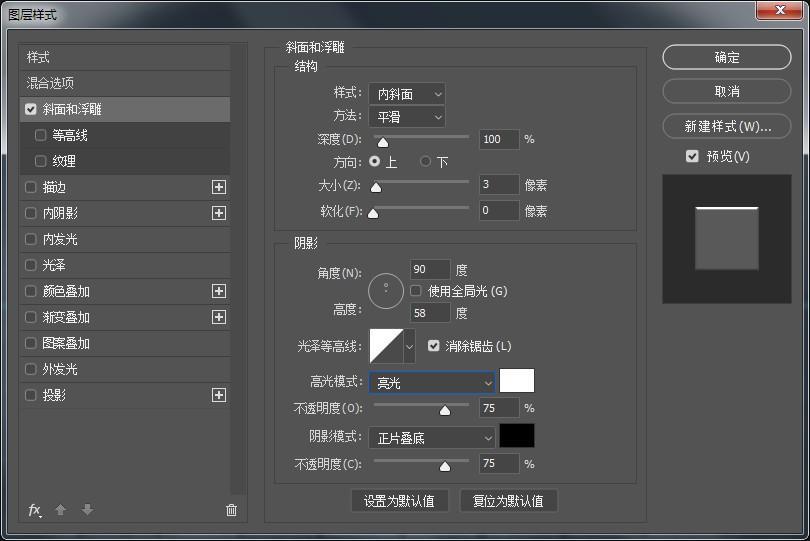 图层样式
样式
混合选项
斜面和浮雕
等高线
纹理
描边
内阴影
内发光
光泽
颜色叠加
渐变叠加
图案叠加
外发光
投影
fx
斜面和浮雕
结构
样式: 内斜面
方法: 平滑
深度(D): 100 %
方向: 上 下
大小(Z): 3 像素
软化(F): 0 像素
阴影
角度(N): 90 度
使用全局光 (G)
高度: 58 度
光泽等高线: 消除锯齿 (L)
高光模式: 亮光
不透明度(O): 75 %
阴影模式: 正片叠底
不透明度(C): 75 %
设置为默认值 复位为默认值
确定
取消
新建样式(W)...
预览(V)